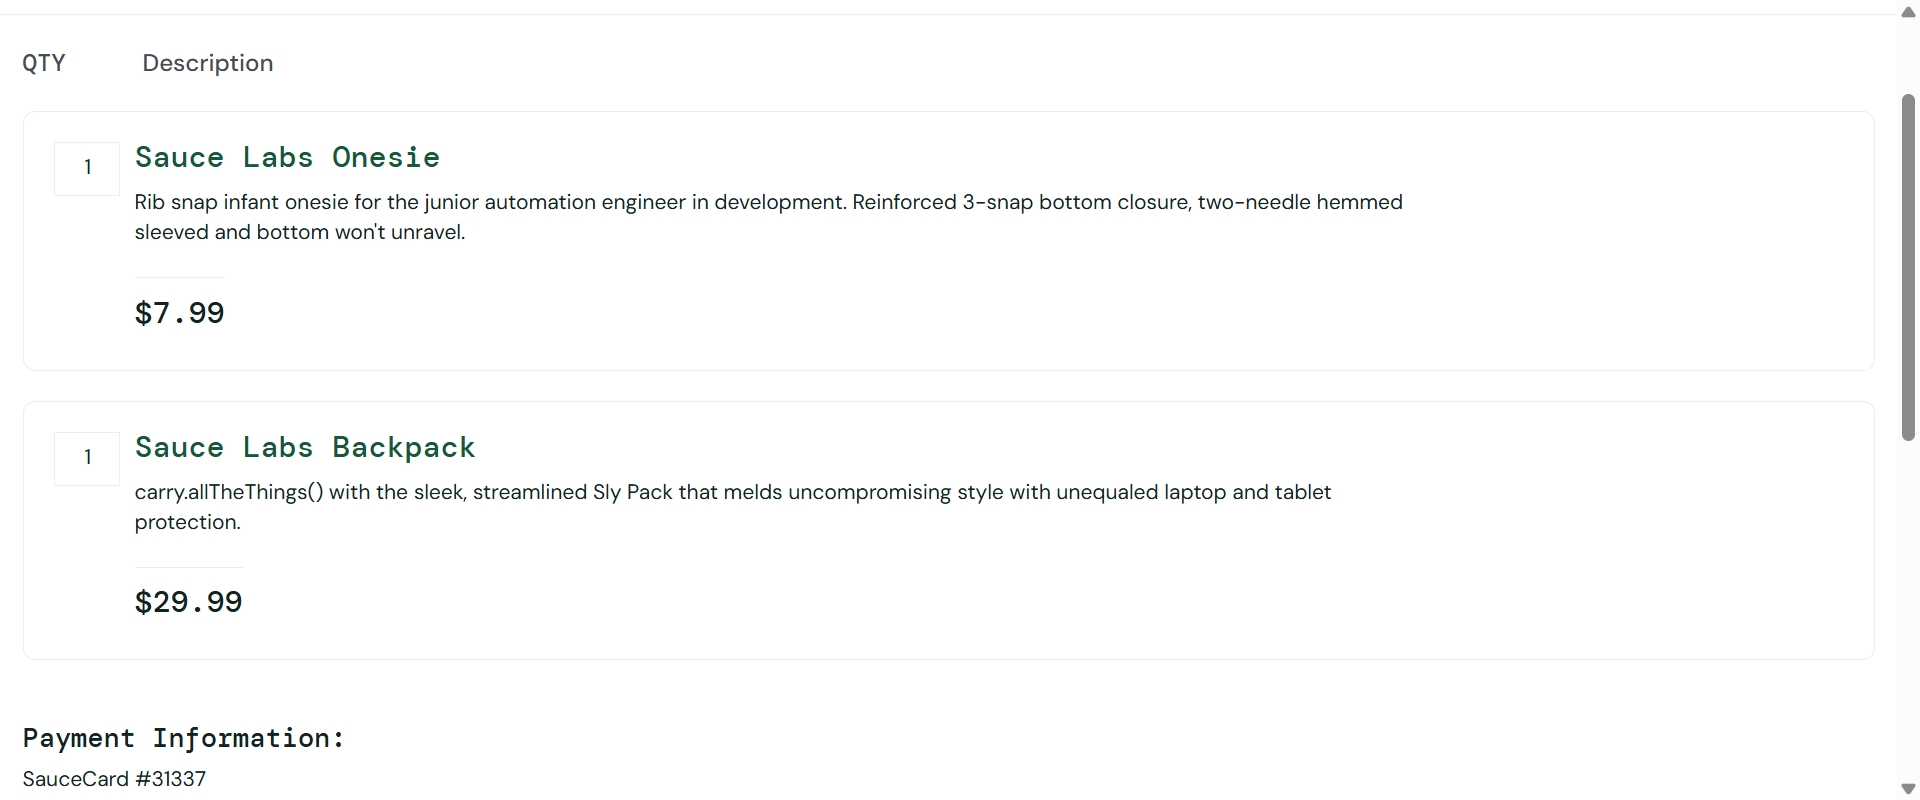 QTY Description
1 Sauce Labs Onesie
Rib snap infant onesie for the junior automation engineer in development. Reinforced 3-snap bottom closure, two-needle hemmed
sleeved and bottom won't unravel.
$7.99
1 Sauce Labs Backpack
carry.allTheThings() with the sleek, streamlined Sly Pack that melds uncompromising style with unequaled laptop and tablet
protection.
$29.99
Payment Information:
SauceCard #31337